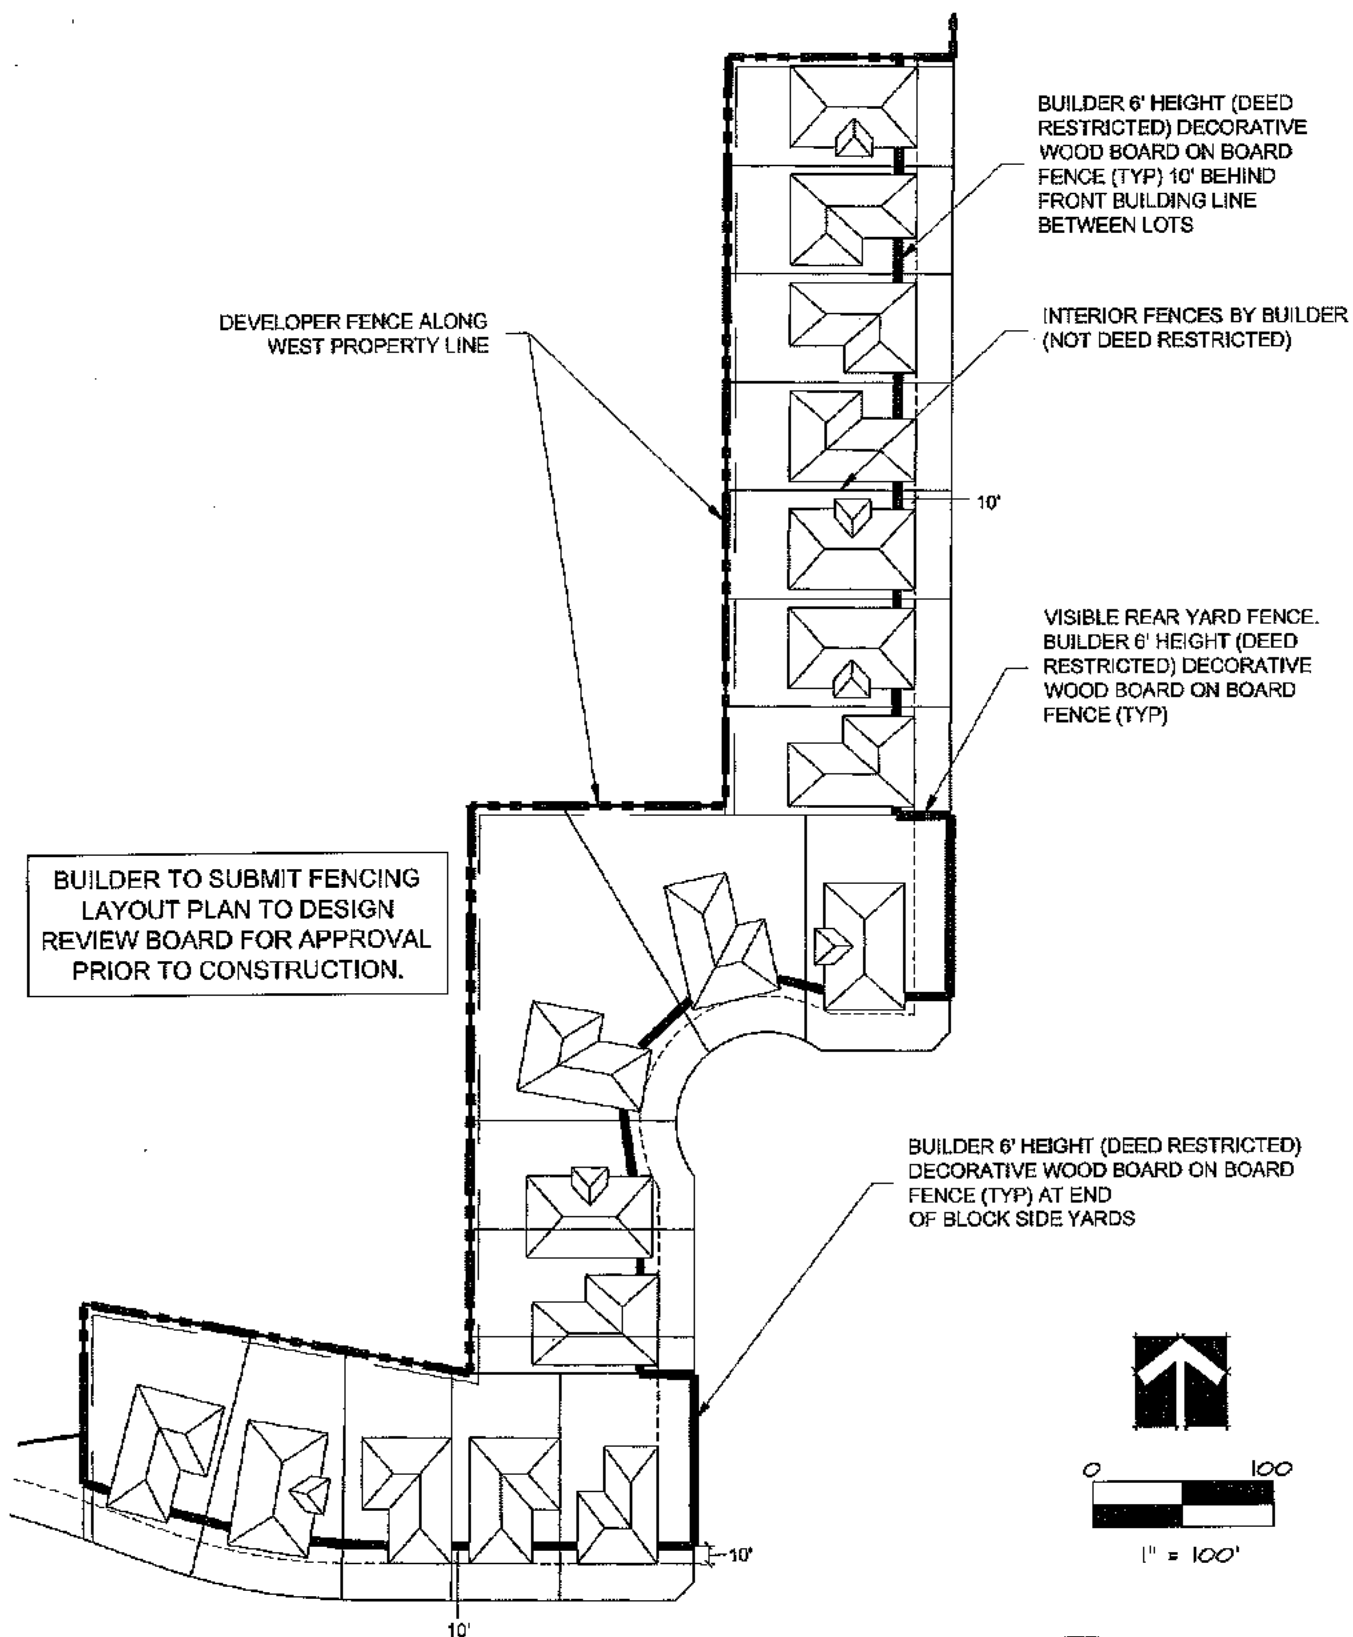 BUILDER 6' HEIGHT (DEED
RESTRICTED) DECORATIVE
WOOD BOARD ON BOARD
FENCE (TYP) 10' BEHIND
FRONT BUILDING LINE
BETWEEN LOTS
DEVELOPER FENCE ALONG
WEST PROPERTY LINE
INTERIOR FENCES BY BUILDER
(NOT DEED RESTRICTED)
10'
VISIBLE REAR YARD FENCE.
BUILDER 6' HEIGHT (DEED
RESTRICTED) DECORATIVE
WOOD BOARD ON BOARD
FENCE (TYP)
BUILDER TO SUBMIT FENCING
LAYOUT PLAN TO DESIGN
REVIEW BOARD FOR APPROVAL
PRIOR TO CONSTRUCTION.
BUILDER 6' HEIGHT (DEED RESTRICTED)
DECORATIVE WOOD BOARD ON BOARD
FENCE (TYP) AT END
OF BLOCK SIDE YARDS
0 100
1" = 100'
10'
10'